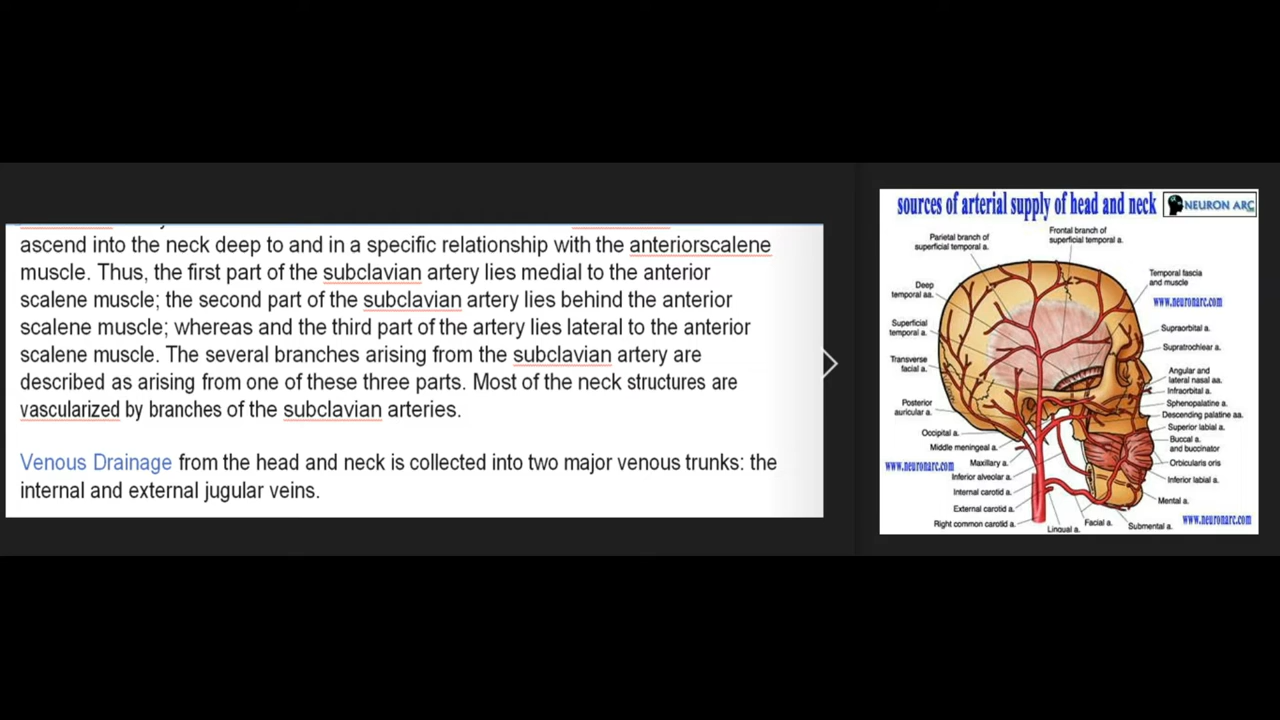 ascend into the neck deep to and in a specific relationship with the anteriorscalene
muscle. Thus, the first part of the subclavian artery lies medial to the anterior
scalene muscle; the second part of the subclavian artery lies behind the anterior
scalene muscle; whereas and the third part of the artery lies lateral to the anterior
scalene muscle. The several branches arising from the subclavian artery are
described as arising from one of these three parts. Most of the neck structures are
vascularized by branches of the subclavian arteries.
Venous Drainage from the head and neck is collected into two major venous trunks: the
internal and external jugular veins.
sources of arterial supply of head and neck
NEURON ARC
Parietal branch of
superficial temporal a.
Frontal branch of
superficial temporal a.
Deep
temporal aa.
Superficial
temporal a.
Transverse
facial a.
Posterior
auricular a.
Occipital a.
Middle meningeal a.
www.neuronarc.com
Maxillary a.
Inferior alveolar a.
Internal carotid a.
External carotid a.
Right common carotid a.
Lingual a.
Facial a.
Submental a.
Temporal fascia
and muscle
www.neuronarc.com
Supraorbital a.
Supratrochlear a.
Angular and
lateral nasal aa.
Infraorbital a.
Sphenopalatine a.
Descending palatine aa.
Superior labial a.
Buccal a.
and buccinator
Orbicularis oris
Inferior labial a.
Mental a.
www.neuronarc.com